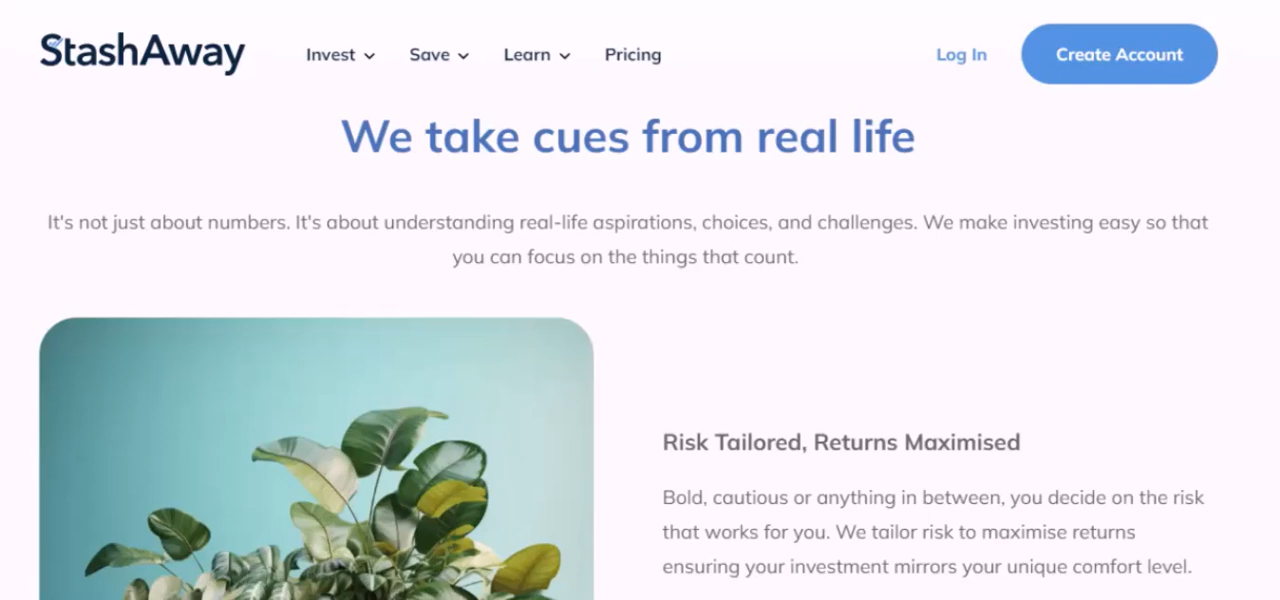 StashAway
Invest Save Learn Pricing Log In Create Account
We take cues from real life
It's not just about numbers. It's about understanding real-life aspirations, choices, and challenges. We make investing easy so that
you can focus on the things that count.
Risk Tailored, Returns Maximised
Bold, cautious or anything in between, you decide on the risk
that works for you. We tailor risk to maximise returns
ensuring your investment mirrors your unique comfort level.